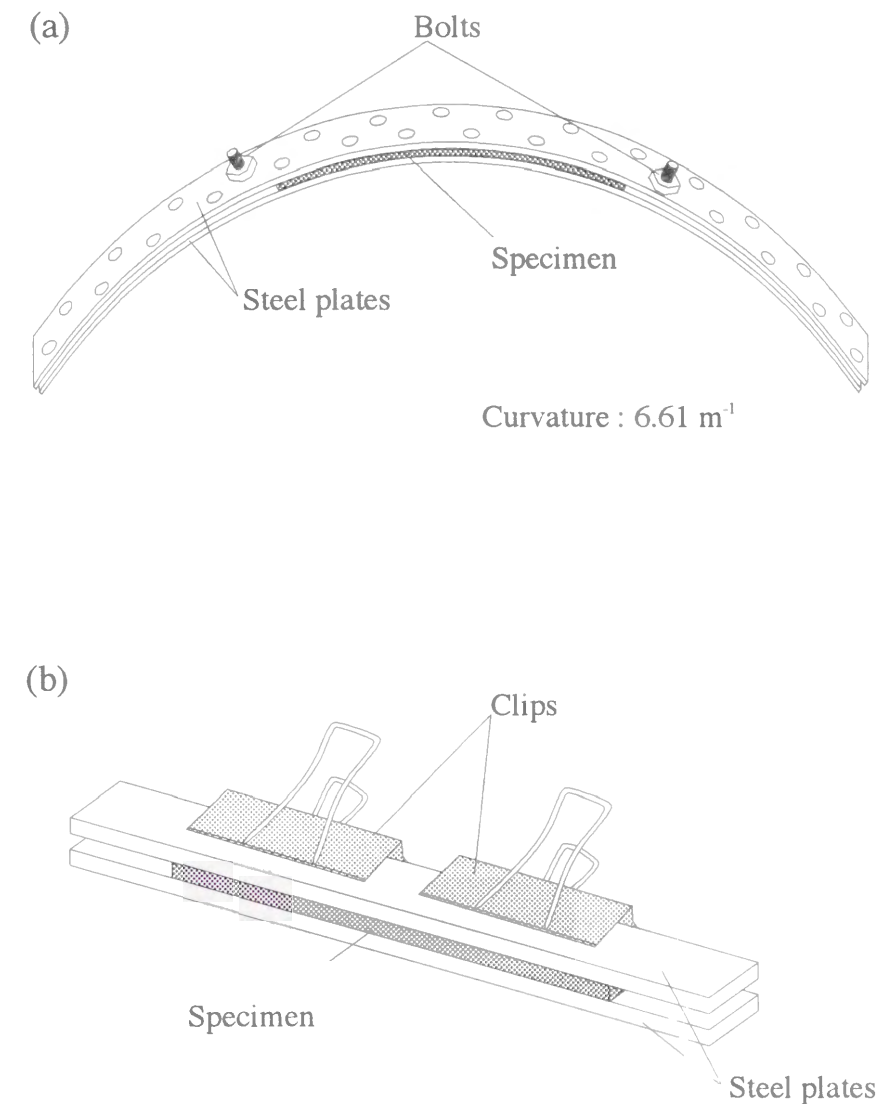 (a)
Bolts
Specimen
Steel plates
Curvature : 6.61 m⁻¹
(b)
Clips
Specimen
Steel plates